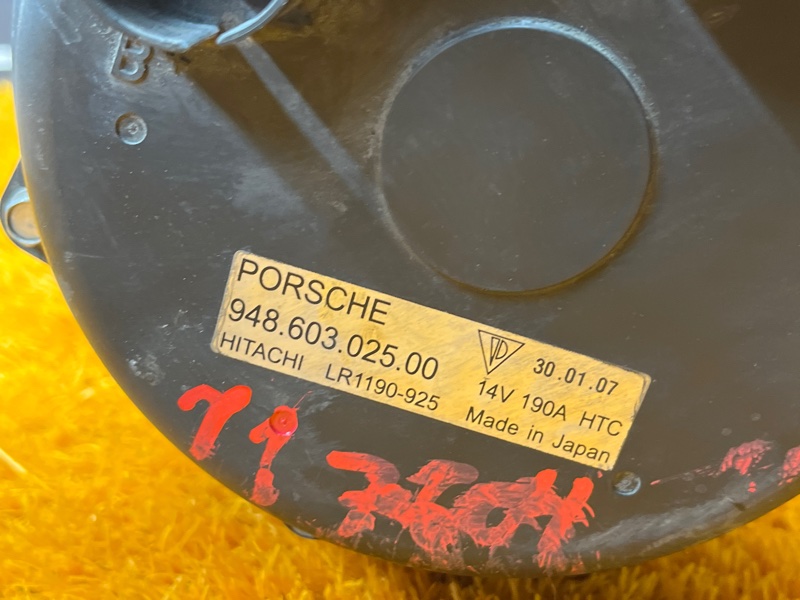 B
PORSCHE
948.603.025.00 30.01.07
HITACHI LR1190-925 14V 190A HTC
Made in Japan